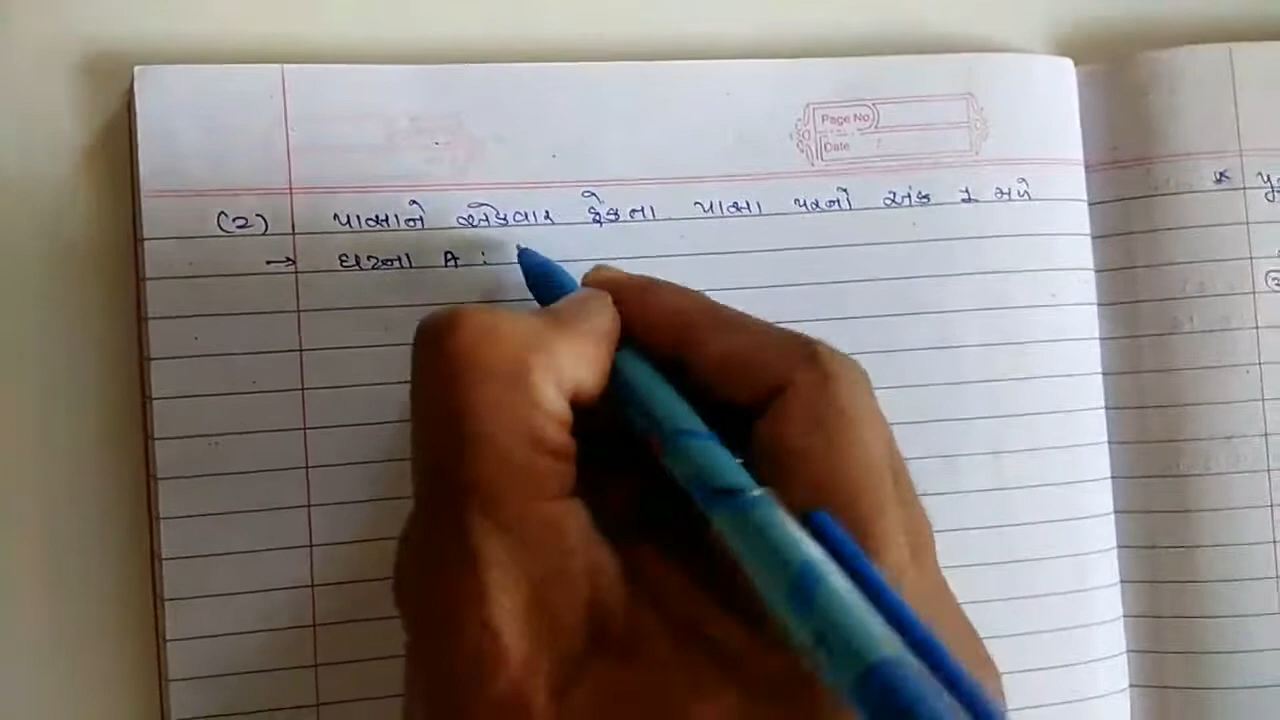 Page No.
Date
(2) પાસાને એકવાર ફેંકતા પાસા પરનો અંક 7 મળે
→ ઘટના A :
* પૂ